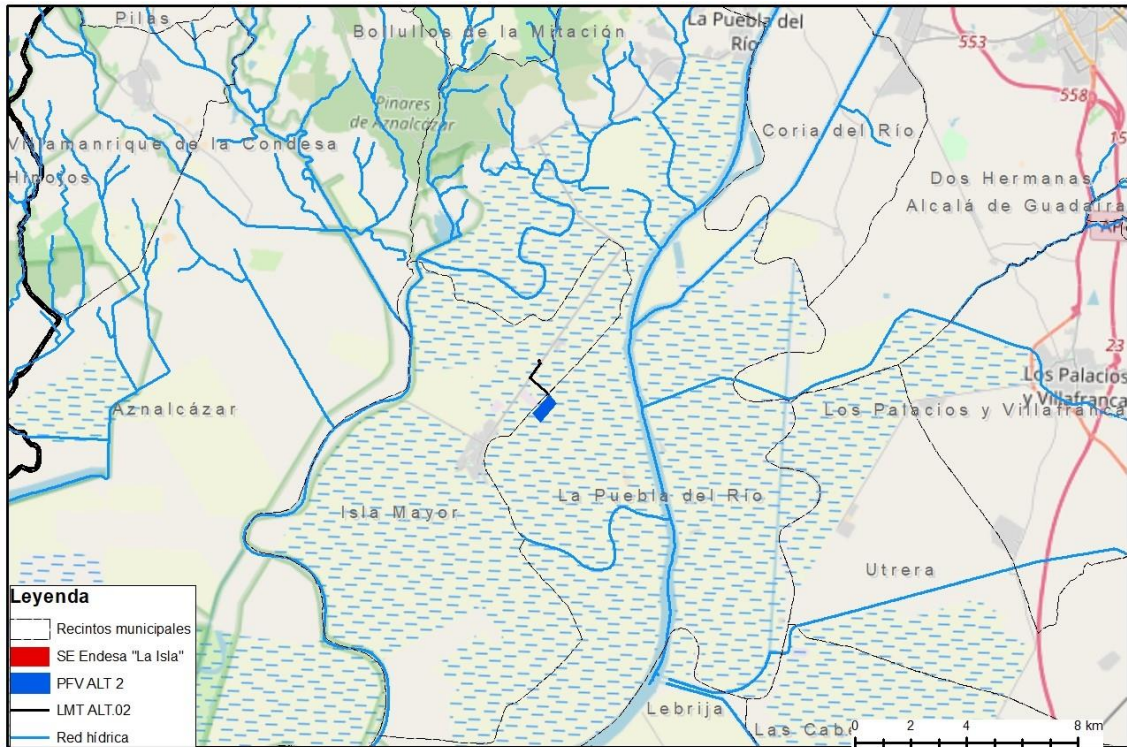 Pilas
Bollullos de la Mitación
La Puebla del
Río
553
558
Pinares
de Aznalcázar
Coria del Río
15
Villamanrique de la Condesa
Hinojos
Dos Hermanas
Alcalá de Guadaira
23
Los Palacios
y Villafranca
Aznalcázar
Los Palacios y Villafranca
La Puebla del Río
Isla Mayor
Utrera
Lebrija
Las Cabe
Leyenda
Recintos municipales
SE Endesa "La Isla"
PFV ALT 2
LMT ALT.02
Red hídrica
0 2 4 8 km